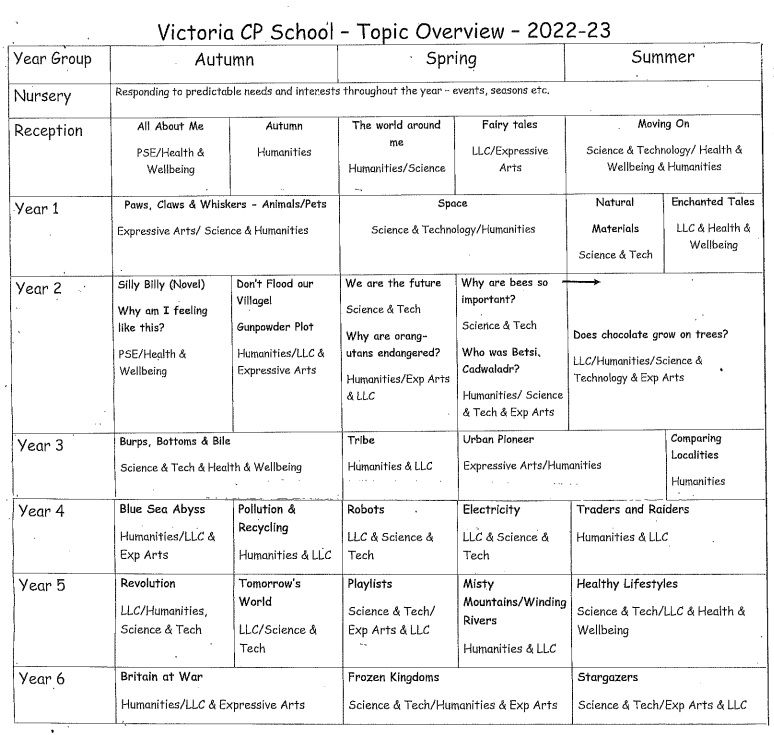 Victoria CP School – Topic Overview – 2022-23
Year Group
Autumn
Spring
Summer
Nursery
Responding to predictable needs and interests throughout the year – events, seasons etc.
Reception
All About Me
PSE/Health &
Wellbeing
Autumn
Humanities
The world around
me
Humanities/Science
Fairy tales
LLC/Expressive
Arts
Moving On
Science & Technology/ Health &
Wellbeing & Humanities
Year 1
Paws, Claws & Whiskers – Animals/Pets
Expressive Arts/ Science & Humanities
Space
Science & Technology/Humanities
Natural
Materials
Science & Tech
Enchanted Tales
LLC & Health &
Wellbeing
Year 2
Silly Billy (Novel)
Why am I feeling
like this?
PSE/Health &
Wellbeing
Don't Flood our
Village!
Gunpowder Plot
Humanities/LLC &
Expressive Arts
We are the future
Science & Tech
Why are orang-
utans endangered?
Humanities/Exp Arts
& LLC
Why are bees so
important?
Science & Tech
Who was Betsi,
Cadwaladr?
Humanities/ Science
& Tech & Exp Arts
Does chocolate grow on trees?
LLC/Humanities/Science &
Technology & Exp Arts
Year 3
Burps, Bottoms & Bile
Science & Tech & Health & Wellbeing
Tribe
Humanities & LLC
Urban Pioneer
Expressive Arts/Humanities
Comparing
Localities
Humanities
Year 4
Blue Sea Abyss
Humanities/LLC &
Exp Arts
Pollution &
Recycling
Humanities & LLC
Robots
LLC & Science &
Tech
Electricity
LLC & Science &
Tech
Traders and Raiders
Humanities & LLC
Year 5
Revolution
LLC/Humanities,
Science & Tech
Tomorrow's
World
LLC/Science &
Tech
Playlists
Science & Tech/
Exp Arts & LLC
Misty
Mountains/Winding
Rivers
Humanities & LLC
Healthy Lifestyles
Science & Tech/LLC & Health &
Wellbeing
Year 6
Britain at War
Humanities/LLC & Expressive Arts
Frozen Kingdoms
Science & Tech/Humanities & Exp Arts
Stargazers
Science & Tech/Exp Arts & LLC